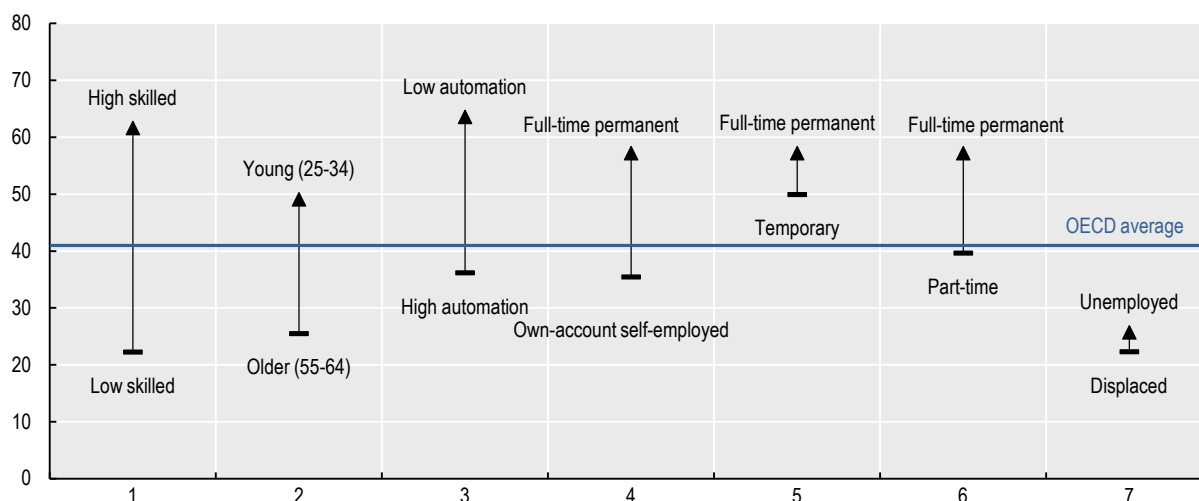 80
70
60
50
40
30
20
10
0
High skilled
Low skilled
Young (25-34)
Older (55-64)
Low automation
High automation
Full-time permanent
Own-account self-employed
Full-time permanent
Temporary
Full-time permanent
Part-time
OECD average
Unemployed
Displaced
1 2 3 4 5 6 7